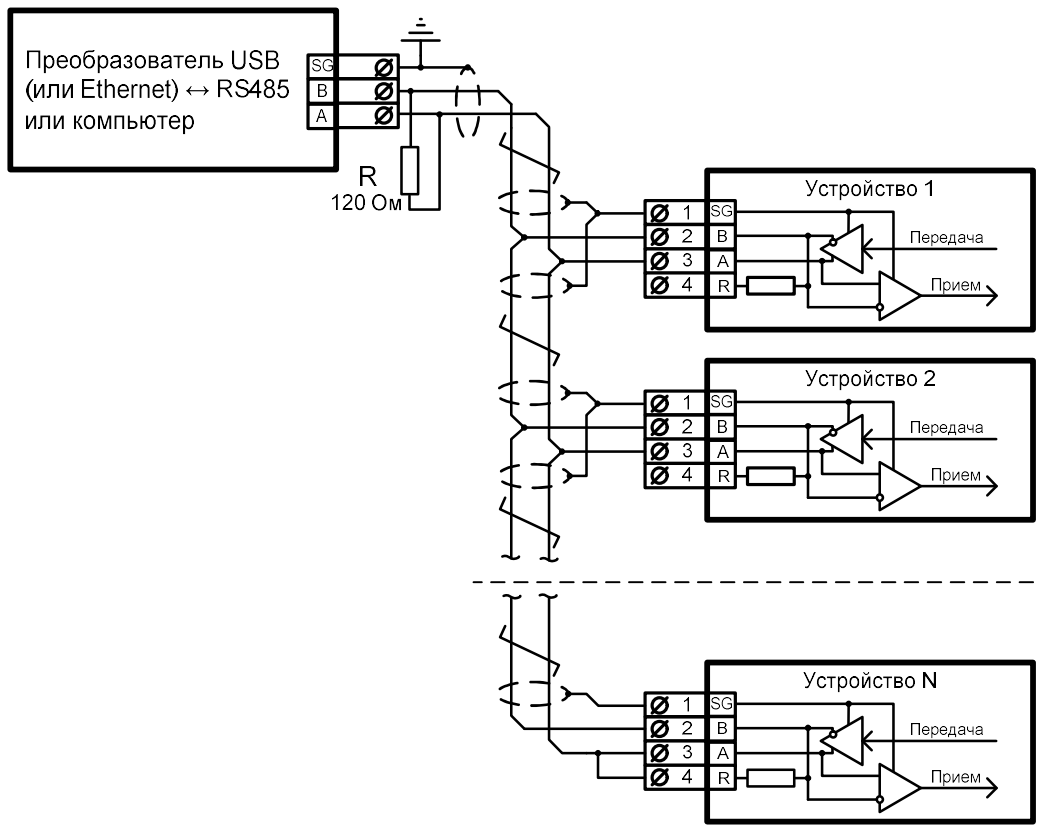 Преобразователь USB
(или Ethernet) ↔ RS485
или компьютер
SG
B
A
R
120 Ом
Устройство 1
1 SG
2 B
3 A
4 R
Передача
Прием
Устройство 2
1 SG
2 B
3 A
4 R
Передача
Прием
Устройство N
1 SG
2 B
3 A
4 R
Передача
Прием